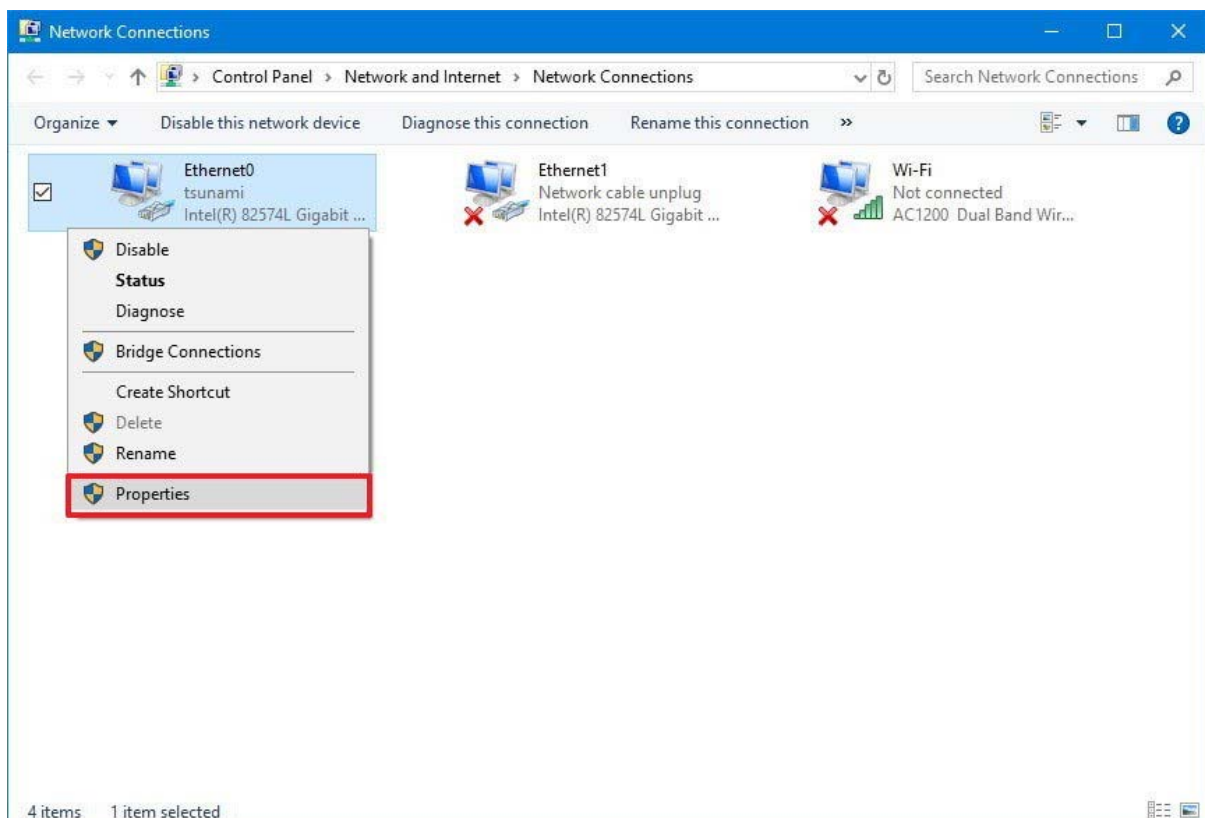 Network Connections
Control Panel > Network and Internet > Network Connections
Search Network Connections
Organize Disable this network device Diagnose this connection Rename this connection »
Ethernet0
tsunami
Intel(R) 82574L Gigabit ...
Ethernet1
Network cable unplug
Intel(R) 82574L Gigabit ...
Wi-Fi
Not connected
AC1200 Dual Band Wir...
Disable
Status
Diagnose
Bridge Connections
Create Shortcut
Delete
Rename
Properties
4 items 1 item selected